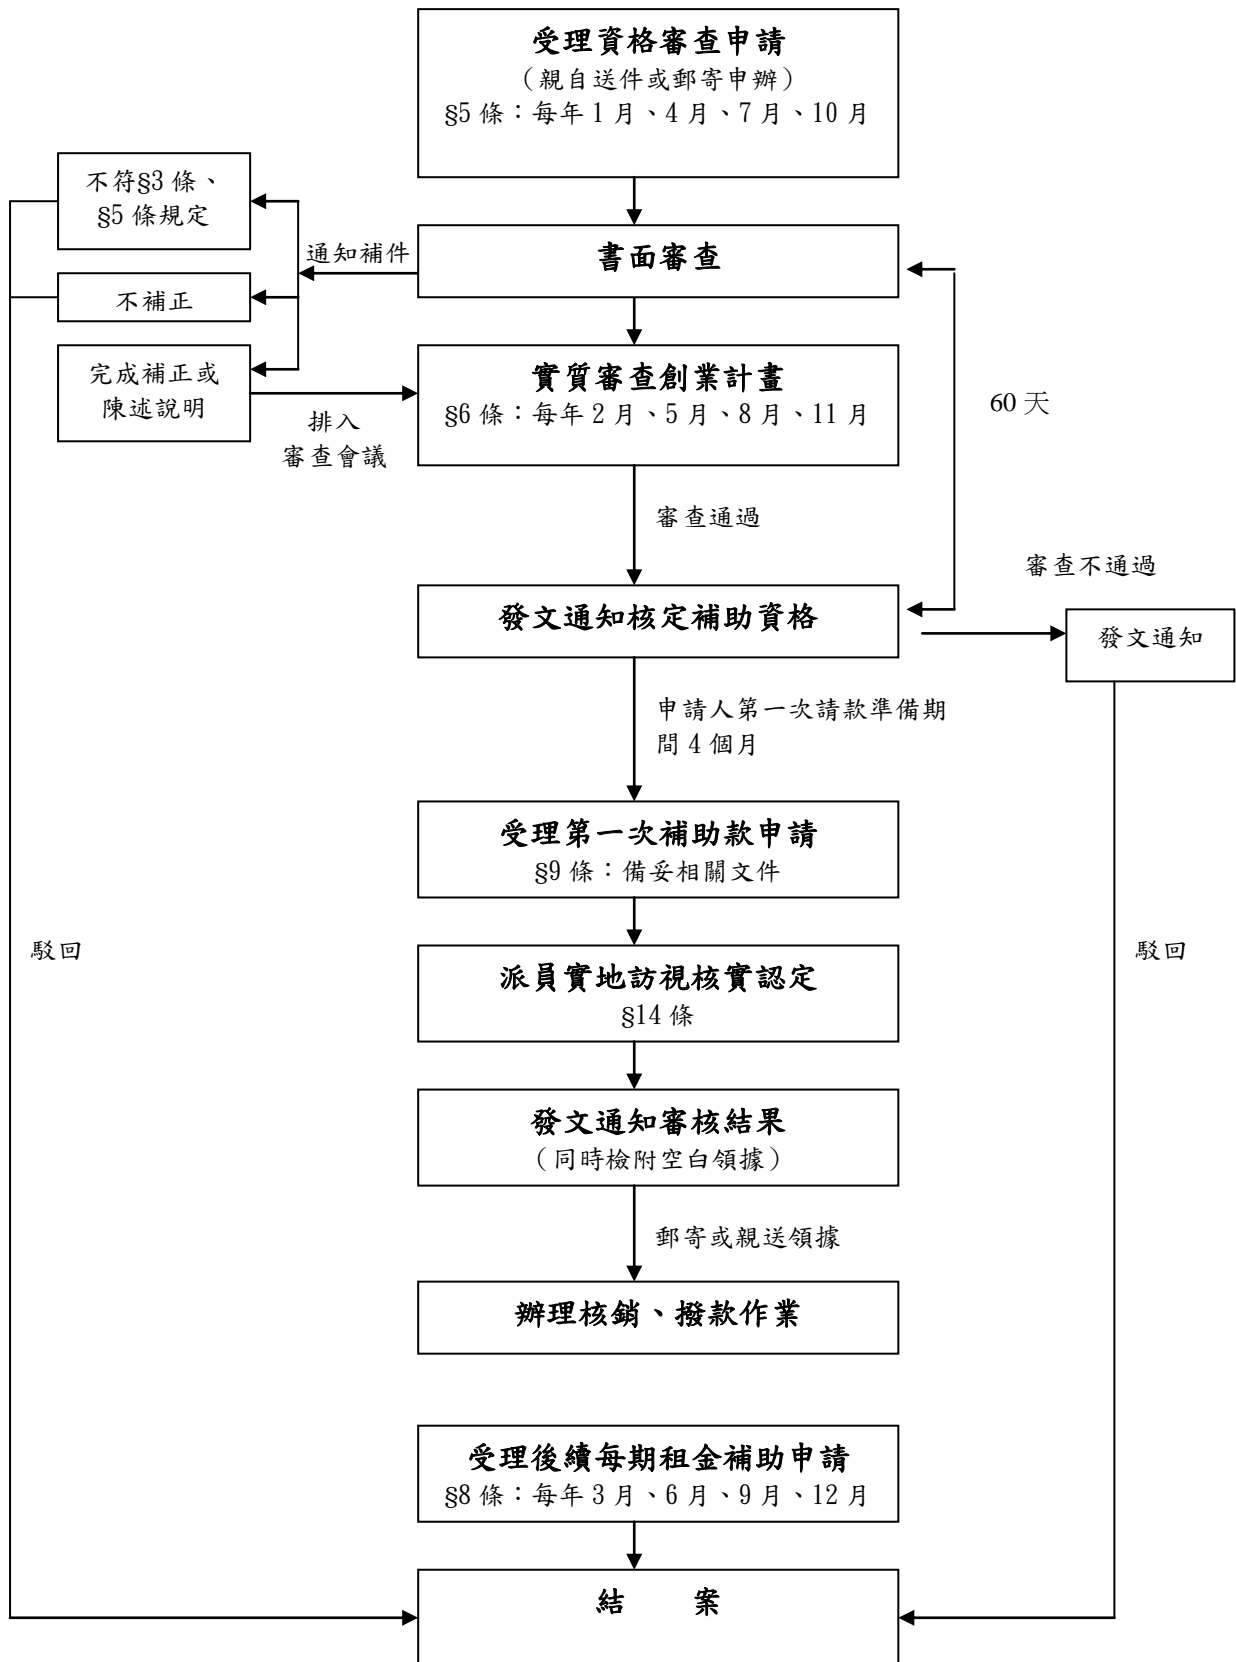 受理資格審查申請
（親自送件或郵寄申辦）
§5 條：每年 1 月、4 月、7 月、10 月
不符§3 條、
§5 條規定
通知補件
書面審查
不補正
完成補正或
陳述說明
排入
審查會議
實質審查創業計畫
§6 條：每年 2 月、5 月、8 月、11 月
60 天
審查通過
審查不通過
發文通知核定補助資格
發文通知
申請人第一次請款準備期
間 4 個月
受理第一次補助款申請
§9 條：備妥相關文件
駁回
駁回
派員實地訪視核實認定
§14 條
發文通知審核結果
（同時檢附空白領據）
郵寄或親送領據
辦理核銷、撥款作業
受理後續每期租金補助申請
§8 條：每年 3 月、6 月、9 月、12 月
結　　案